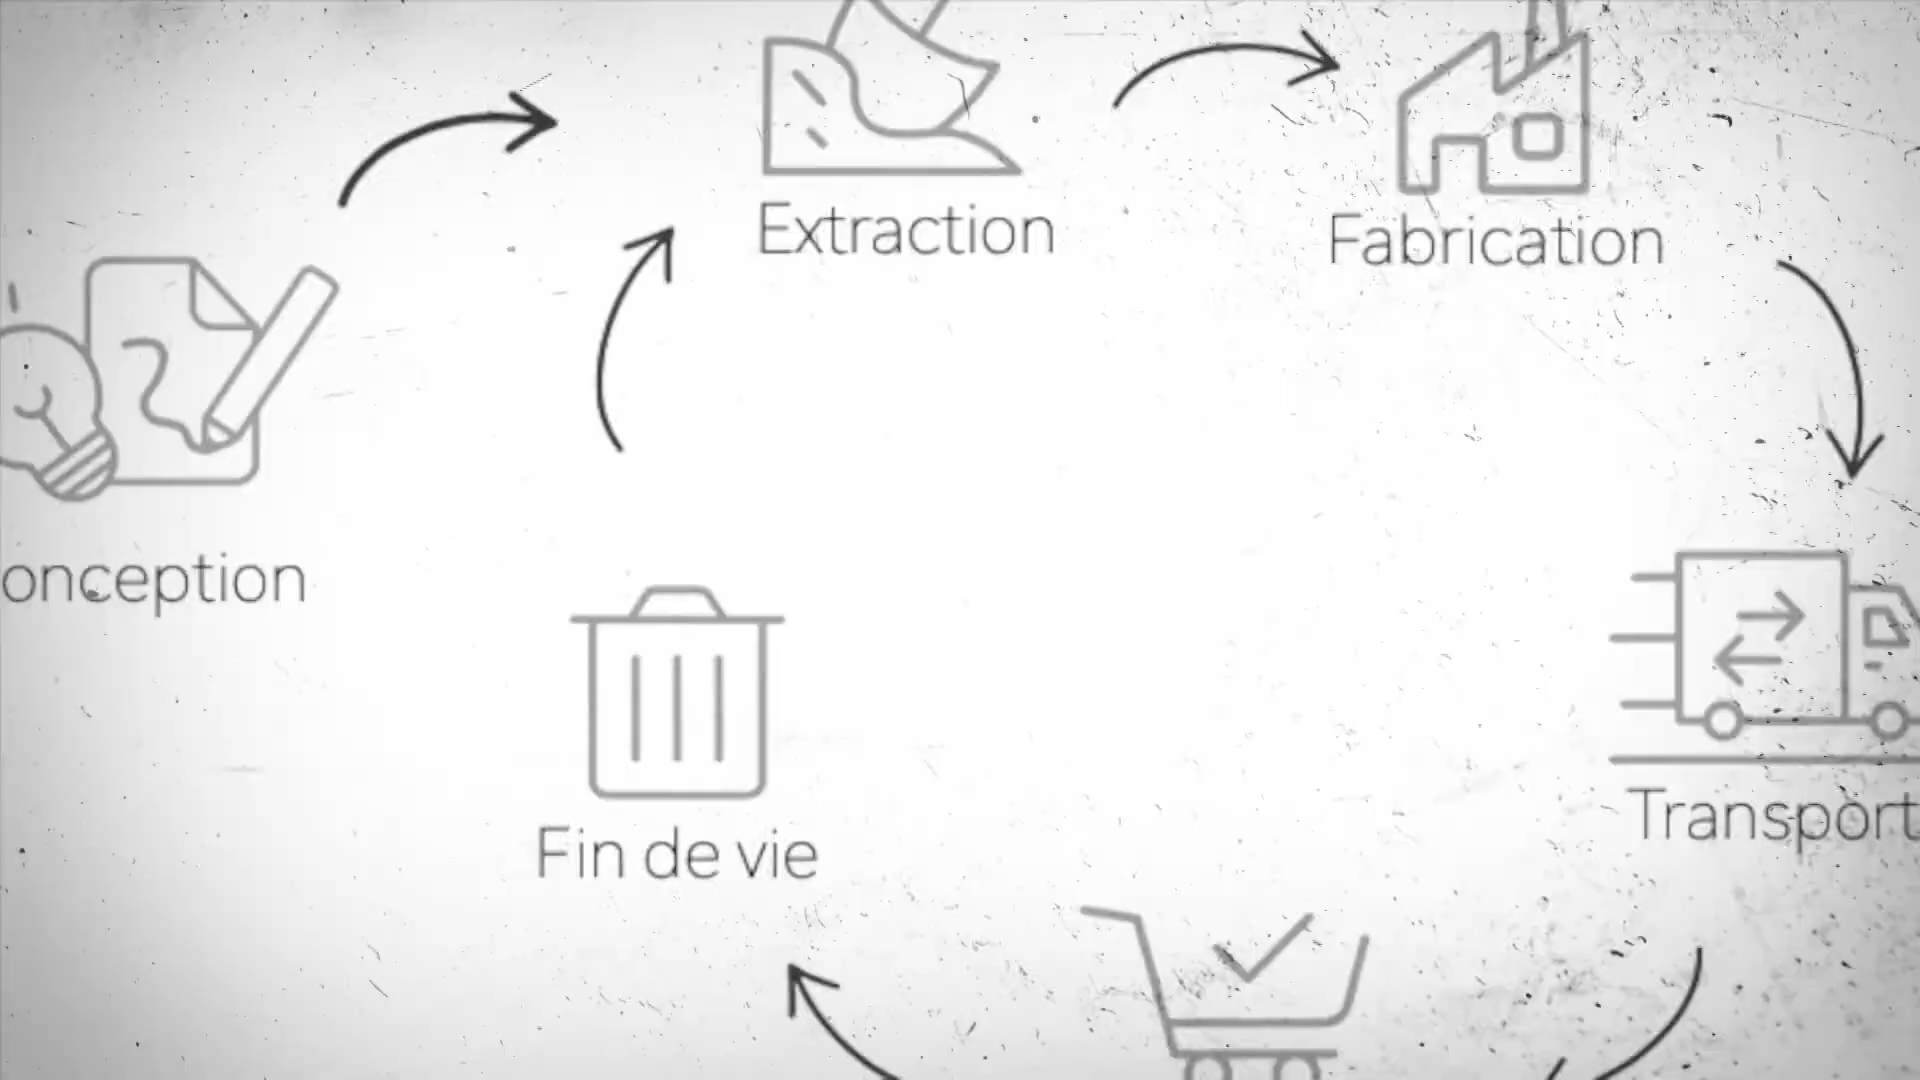 Extraction
Fabrication
onception
Transport
Fin de vie